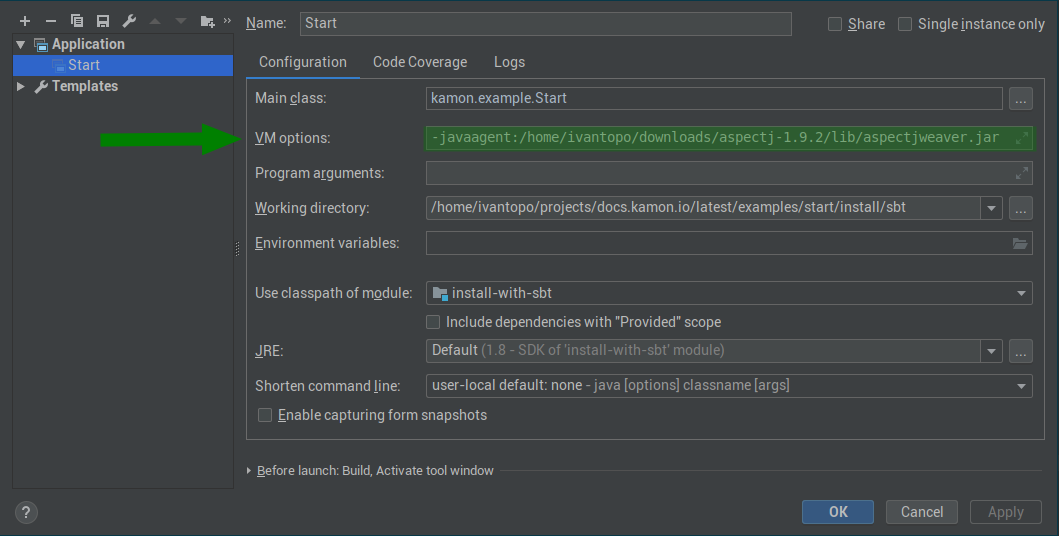 Name: Start Share Single instance only
Application
Start
Templates
Configuration Code Coverage Logs
Main class: kamon.example.Start ...
VM options: -javaagent:/home/ivantopo/downloads/aspectj-1.9.2/lib/aspectjweaver.jar
Program arguments:
Working directory: /home/ivantopo/projects/docs.kamon.io/latest/examples/start/install/sbt ...
Environment variables:
Use classpath of module: install-with-sbt
Include dependencies with "Provided" scope
JRE: Default (1.8 - SDK of 'install-with-sbt' module) ...
Shorten command line: user-local default: none - java [options] classname [args]
Enable capturing form snapshots
Before launch: Build, Activate tool window
? OK Cancel Apply